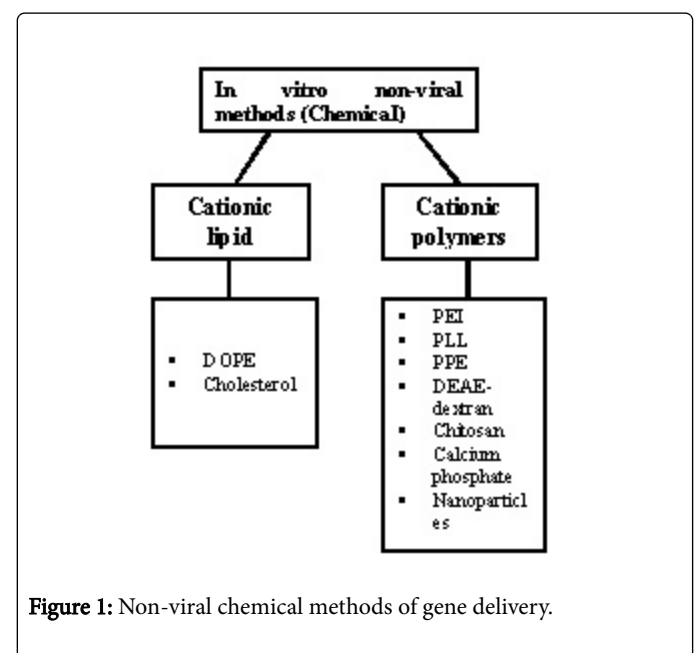 In vitro non-viral
methods (Chemical)
Cationic
lipid
Cationic
polymers
▪ DOPE
▪ Cholesterol
▪ PEI
▪ PLL
▪ PPE
▪ DEAE-
dextran
▪ Chitosan
▪ Calcium
phosphate
▪ Nanoparticl
es
Figure 1: Non-viral chemical methods of gene delivery.